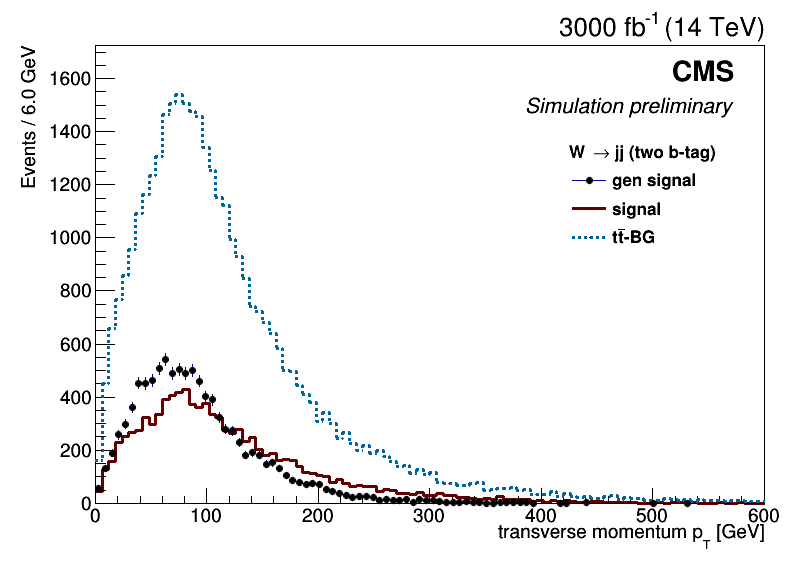 3000 fb⁻¹ (14 TeV)
CMS
Simulation preliminary
W → jj (two b-tag)
gen signal
signal
tt̄-BG
Events / 6.0 GeV
1600
1400
1200
1000
800
600
400
200
0
0 100 200 300 400 500 600
transverse momentum p_T [GeV]